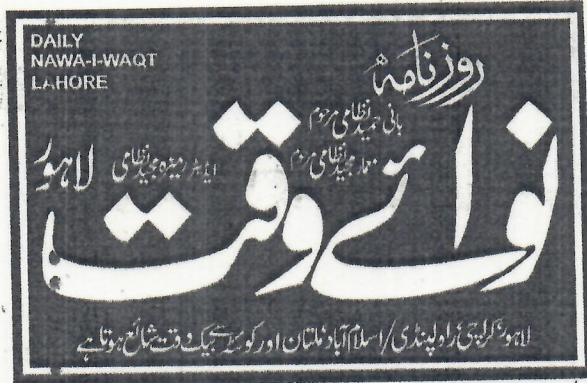 DAILY
NAWA-I-WAQT
LAHORE
روزنامہ
بانی حمید نظامی مرحوم
معمار مجید نظامی مرحوم
ایڈیٹر رمیزہ مجید نظامی
نوائے وقت لاہور
لاہور، کراچی، راولپنڈی/اسلام آباد، ملتان اور کوئٹہ سے بیک وقت شائع ہوتا ہے